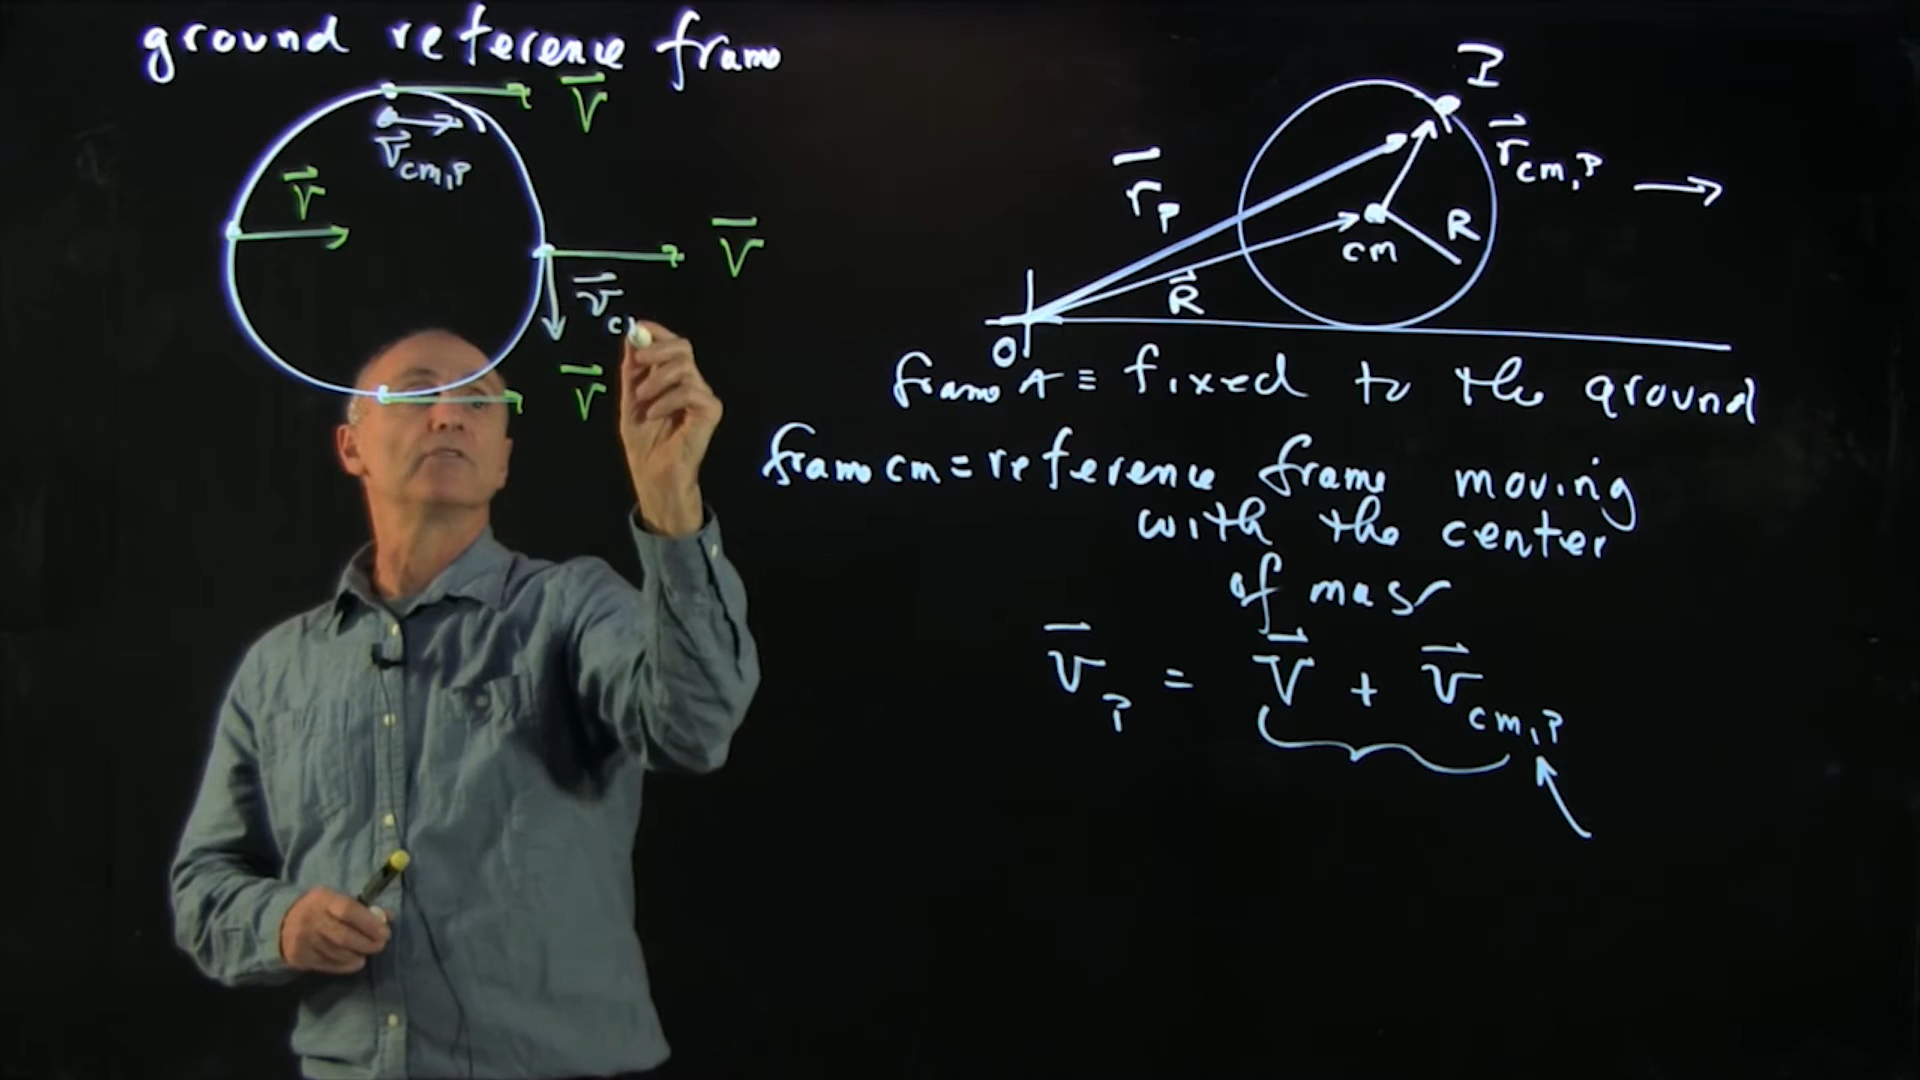 ground reference frame
V
V cm,P
V
V
V c
V
P
r cm,P
r P
cm
R
R
O
frame A ≡ fixed to the ground
frame cm = reference frame moving
with the center
of mass
v P = V + v cm,P